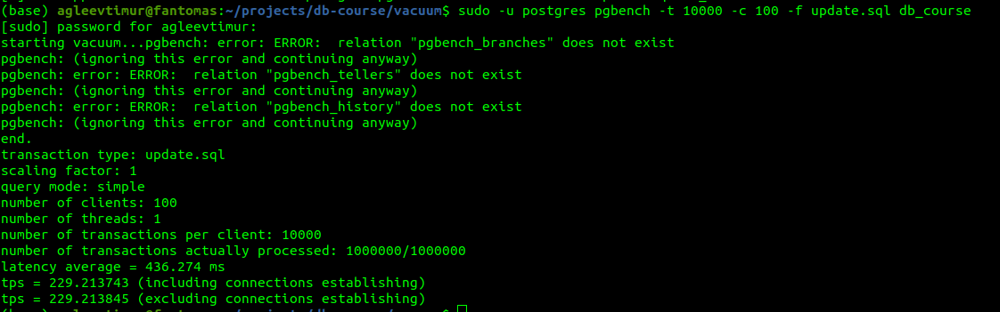 (base) agleevtimur@fantomas:~/projects/db-course/vacuum$ sudo -u postgres pgbench -t 10000 -c 100 -f update.sql db_course
[sudo] password for agleevtimur:
starting vacuum...pgbench: error: ERROR:  relation "pgbench_branches" does not exist
pgbench: (ignoring this error and continuing anyway)
pgbench: error: ERROR:  relation "pgbench_tellers" does not exist
pgbench: (ignoring this error and continuing anyway)
pgbench: error: ERROR:  relation "pgbench_history" does not exist
pgbench: (ignoring this error and continuing anyway)
end.
transaction type: update.sql
scaling factor: 1
query mode: simple
number of clients: 100
number of threads: 1
number of transactions per client: 10000
number of transactions actually processed: 1000000/1000000
latency average = 436.274 ms
tps = 229.213743 (including connections establishing)
tps = 229.213845 (excluding connections establishing)